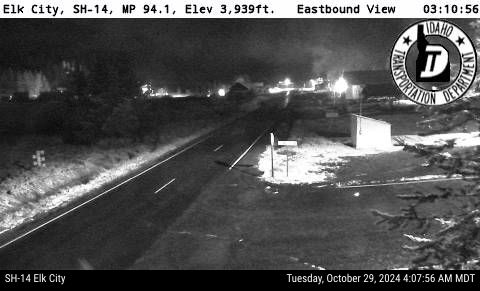 Elk City, SH-14, MP 94.1, Elev 3,939ft. Eastbound View 03:10:56
IDAHO
TRANSPORTATION DEPARTMENT
SH-14 Elk City Tuesday, October 29, 2024 4:07:56 AM MDT